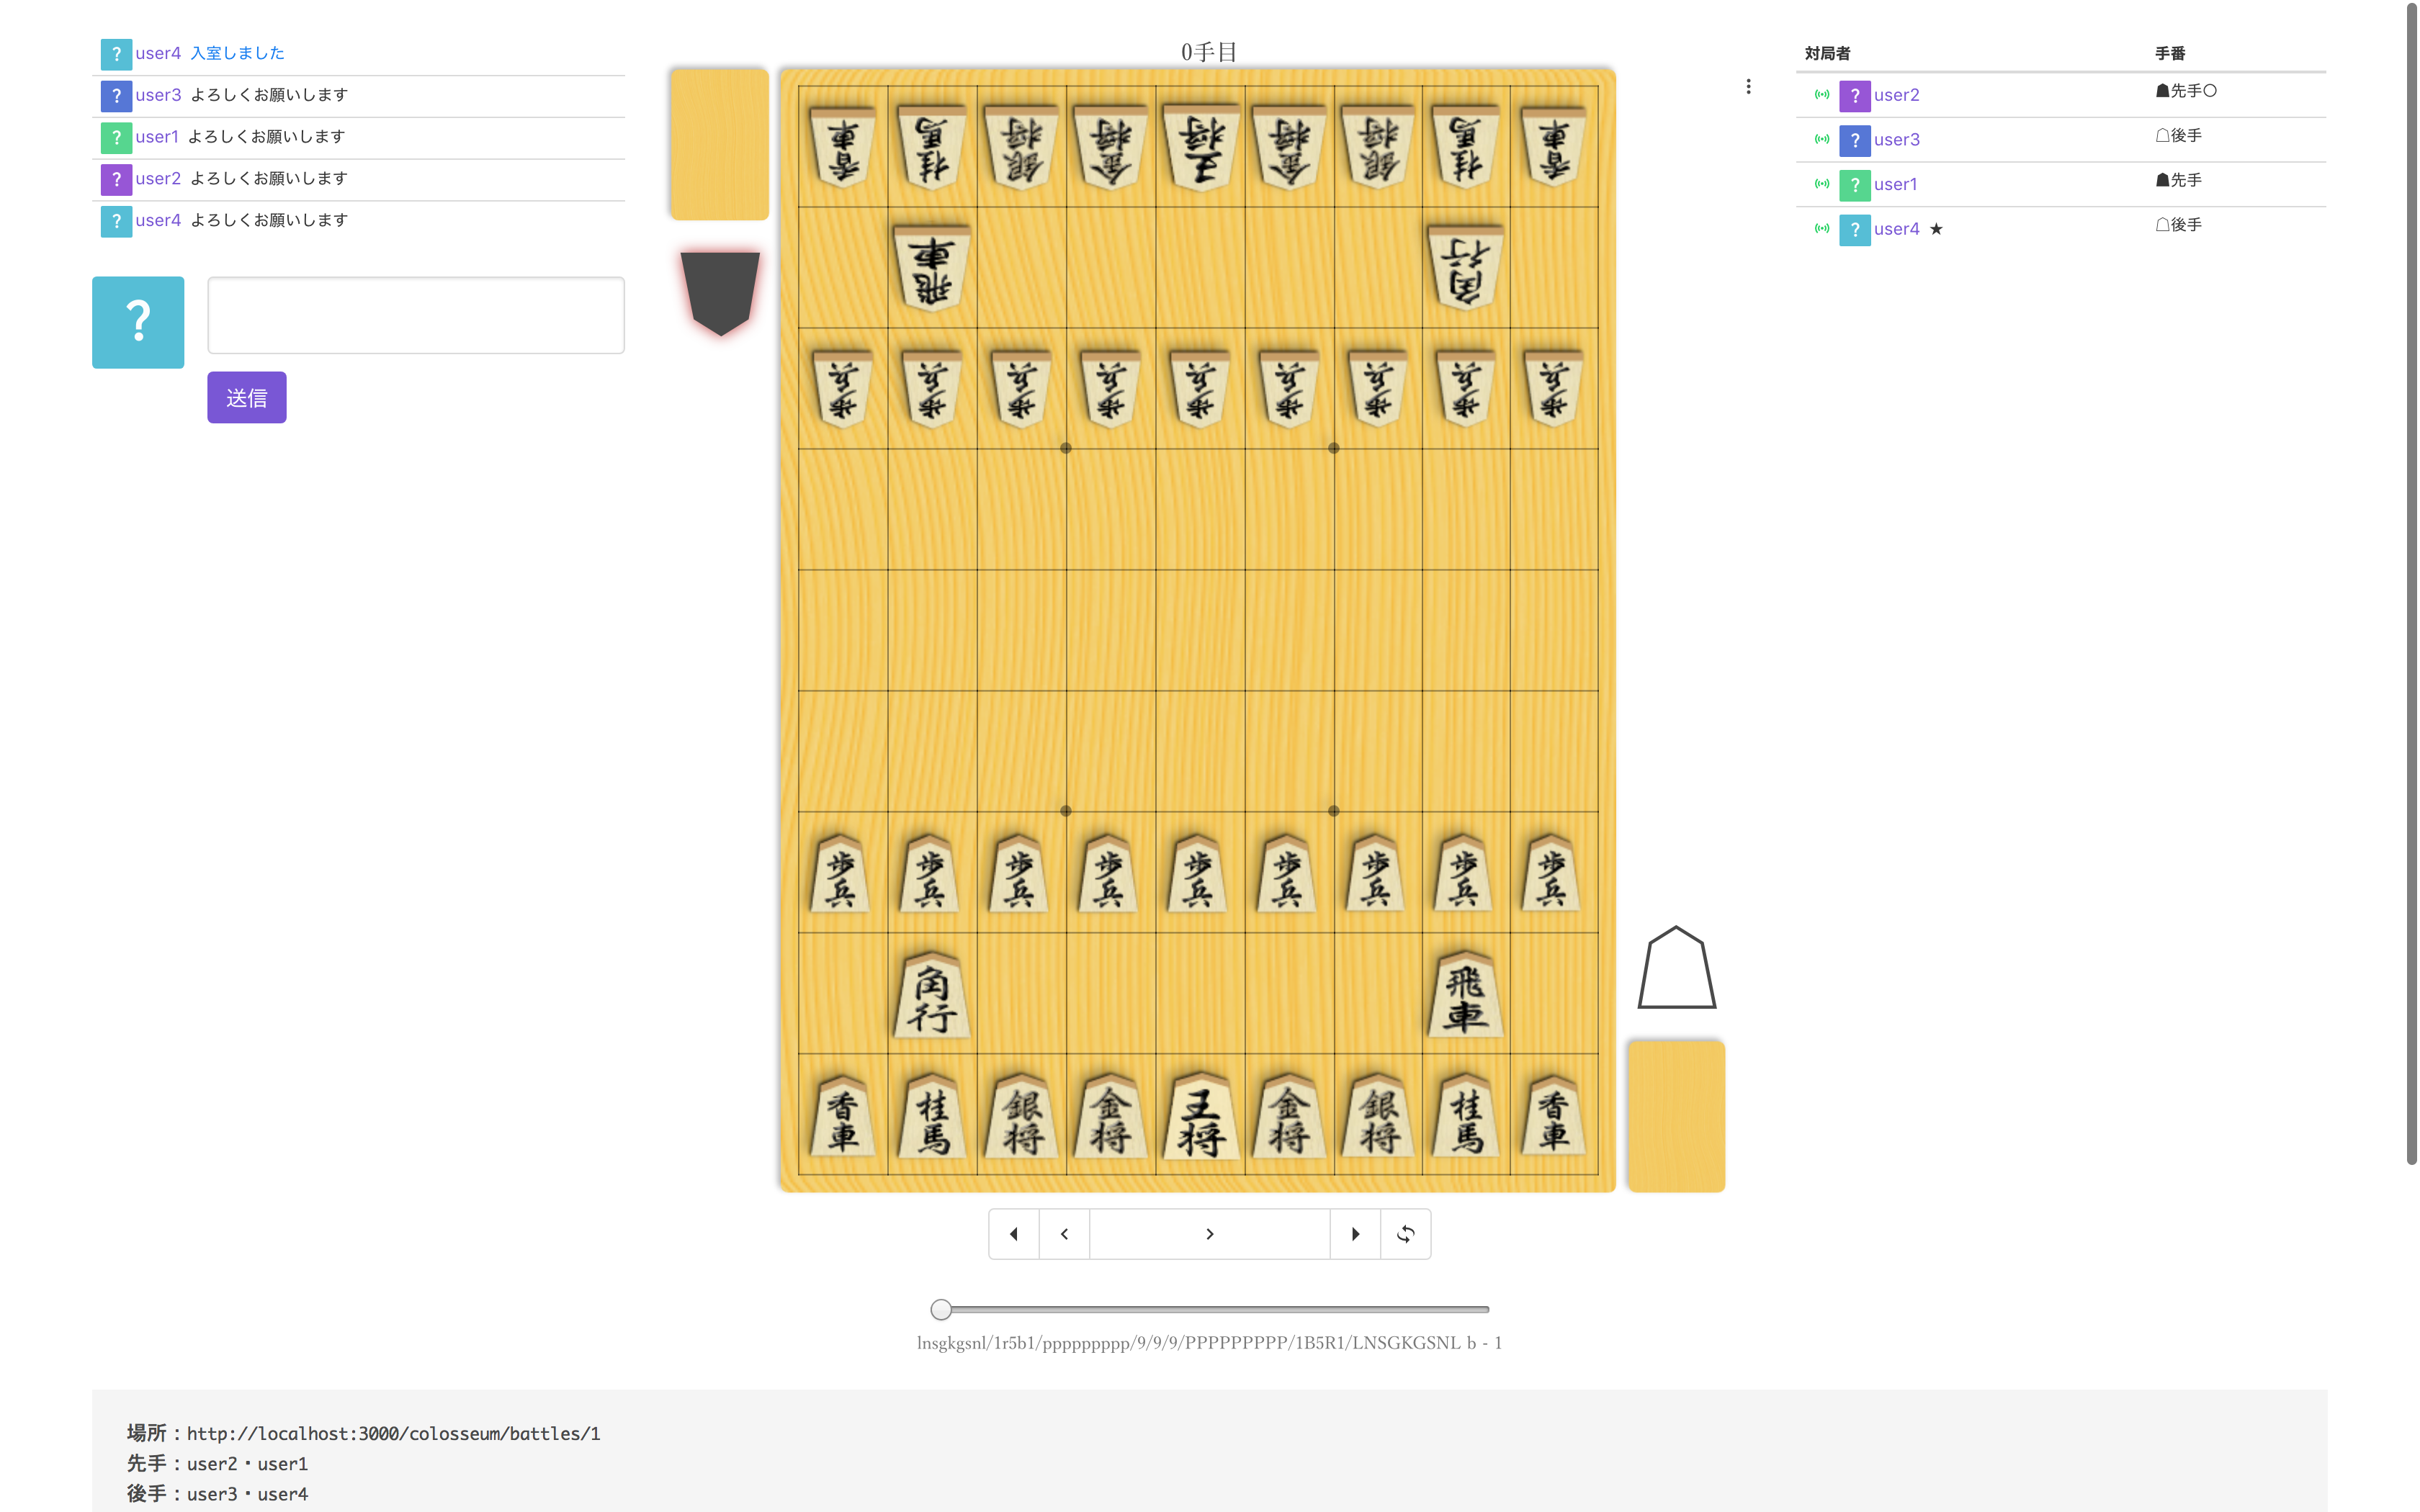 ? user4 入室しました
? user3 よろしくお願いします
? user1 よろしくお願いします
? user2 よろしくお願いします
? user4 よろしくお願いします
?
送信
0手目
香車 桂馬 銀将 金将 王将 金将 銀将 桂馬 香車
飛車 角行
歩兵 歩兵 歩兵 歩兵 歩兵 歩兵 歩兵 歩兵 歩兵
歩兵 歩兵 歩兵 歩兵 歩兵 歩兵 歩兵 歩兵 歩兵
角行 飛車
香車 桂馬 銀将 金将 王将 金将 銀将 桂馬 香車
lnsgkgsnl/1r5b1/ppppppppp/9/9/9/PPPPPPPPP/1B5R1/LNSGKGSNL b - 1
対局者 手番
? user2 ☗先手○
? user3 ☖後手
? user1 ☗先手
? user4 ★ ☖後手
場所：http://localhost:3000/colosseum/battles/1
先手：user2・user1
後手：user3・user4